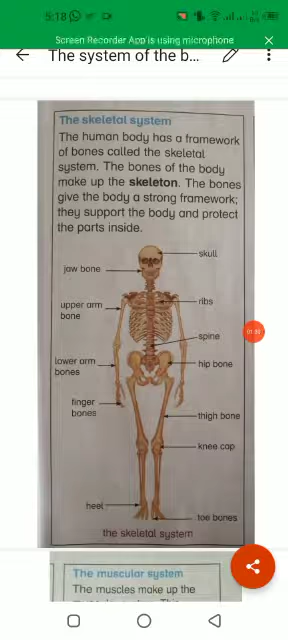 5:18
Screen Recorder App is using microphone
The system of the b...
The skeletal system
The human body has a framework
of bones called the skeletal
system. The bones of the body
make up the skeleton. The bones
give the body a strong framework;
they support the body and protect
the parts inside.
skull
jaw bone
upper arm
bone
ribs
spine
lower arm
bones
hip bone
finger
bones
thigh bone
knee cap
heel
toe bones
the skeletal system
The muscular system
The muscles make up the